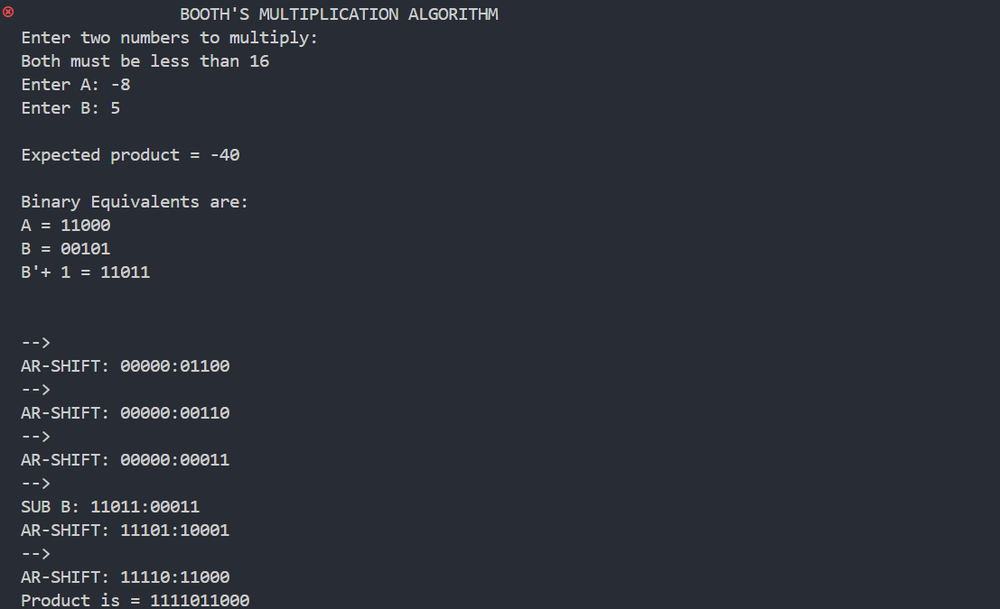 BOOTH'S MULTIPLICATION ALGORITHM
Enter two numbers to multiply:
Both must be less than 16
Enter A: -8
Enter B: 5
Expected product = -40
Binary Equivalents are:
A = 11000
B = 00101
B'+ 1 = 11011
-->
AR-SHIFT: 00000:01100
-->
AR-SHIFT: 00000:00110
-->
AR-SHIFT: 00000:00011
-->
SUB B: 11011:00011
AR-SHIFT: 11101:10001
-->
AR-SHIFT: 11110:11000
Product is = 1111011000